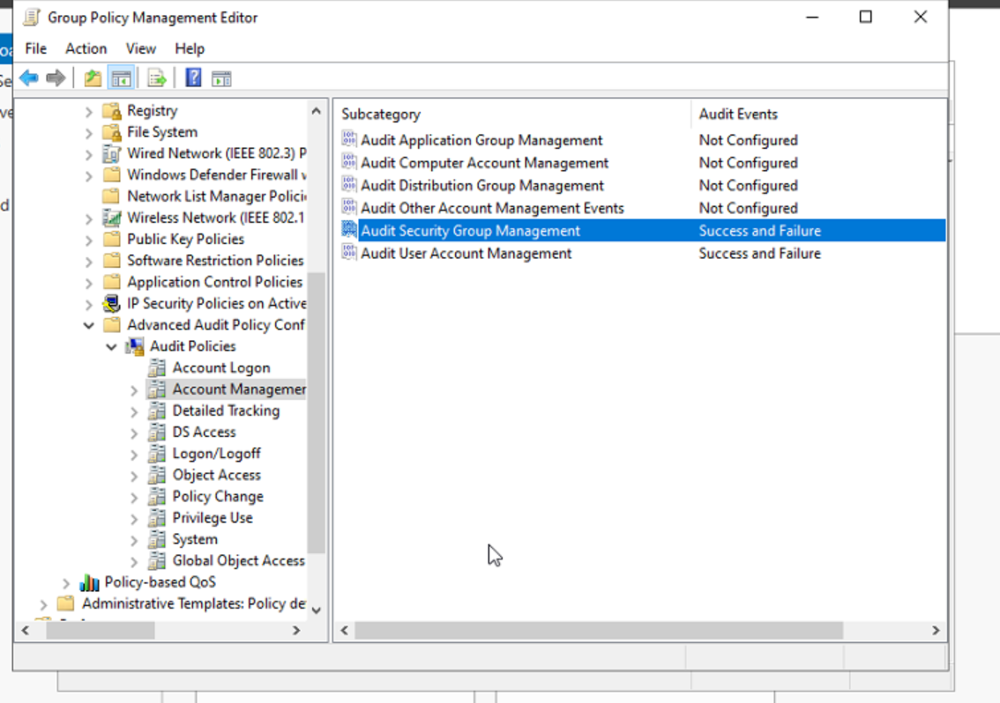 Group Policy Management Editor
File Action View Help
Registry
File System
Wired Network (IEEE 802.3) P
Windows Defender Firewall w
Network List Manager Polici
Wireless Network (IEEE 802.1
Public Key Policies
Software Restriction Policies
Application Control Policies
IP Security Policies on Active
Advanced Audit Policy Conf
Audit Policies
Account Logon
Account Managemer
Detailed Tracking
DS Access
Logon/Logoff
Object Access
Policy Change
Privilege Use
System
Global Object Access
Policy-based QoS
Administrative Templates: Policy de
Subcategory Audit Events
Audit Application Group Management Not Configured
Audit Computer Account Management Not Configured
Audit Distribution Group Management Not Configured
Audit Other Account Management Events Not Configured
Audit Security Group Management Success and Failure
Audit User Account Management Success and Failure